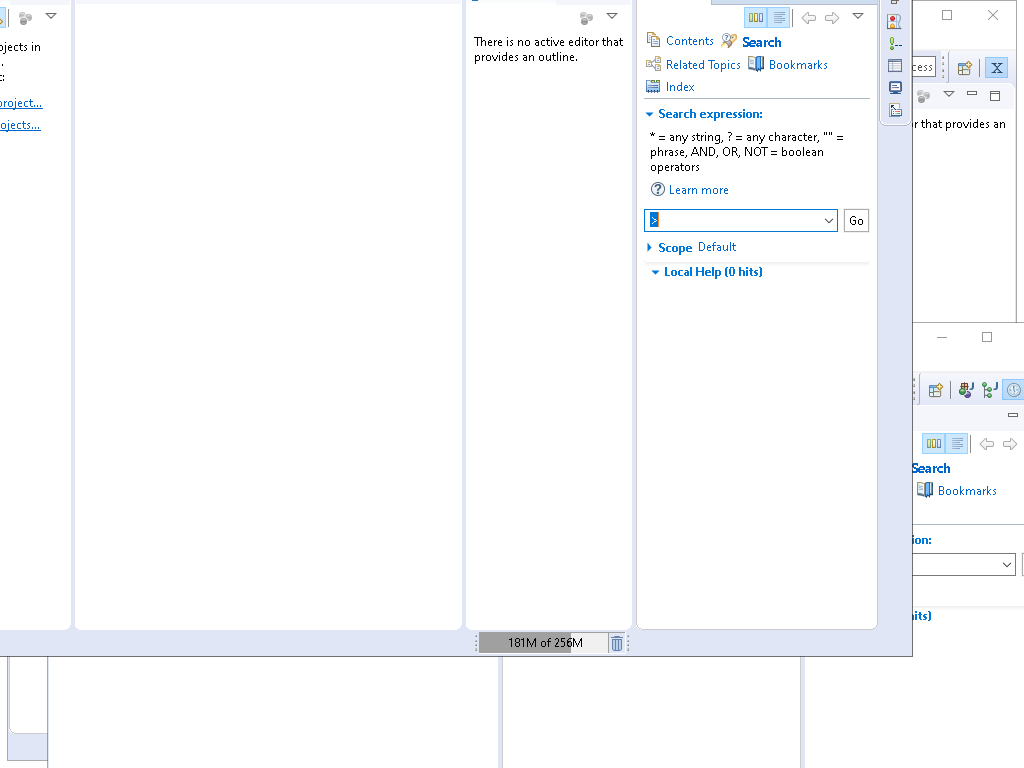 ojects in
.
t:
project...
ojects...
There is no active editor that
provides an outline.
Contents
Search
Related Topics
Bookmarks
Index
Search expression:
* = any string, ? = any character, "" =
phrase, AND, OR, NOT = boolean
operators
Learn more
>
Go
Scope
Default
Local Help (0 hits)
181M of 256M
cess
r that provides an
Search
Bookmarks
ion:
hits)